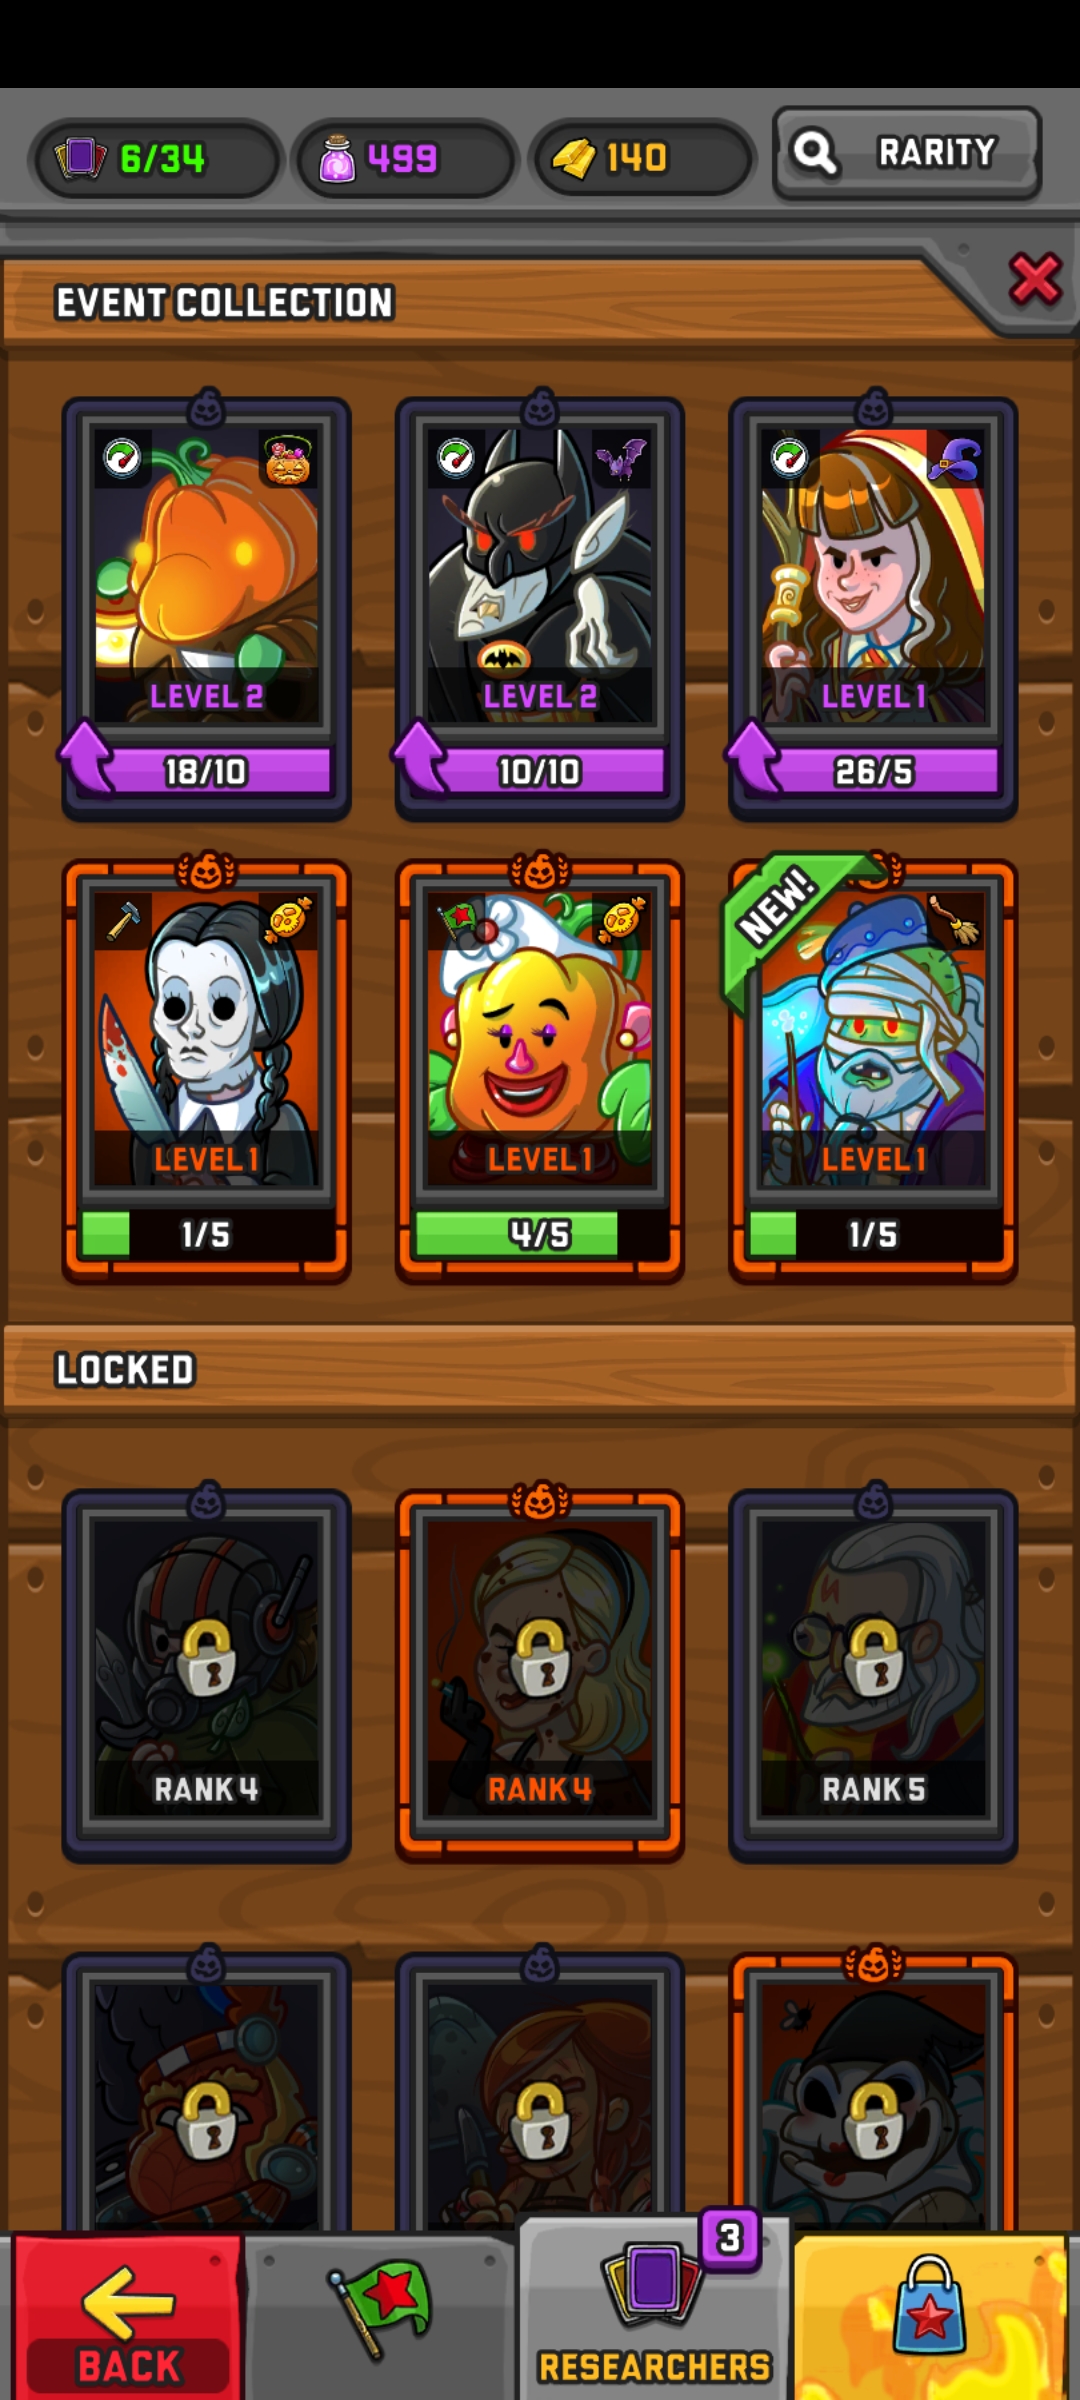 6/34
499
140
RARITY
EVENT COLLECTION
LEVEL 2
18/10
LEVEL 2
10/10
LEVEL 1
26/5
LEVEL 1
1/5
LEVEL 1
4/5
NEW!
LEVEL 1
1/5
LOCKED
RANK 4
RANK 4
RANK 5
3
BACK
RESEARCHERS